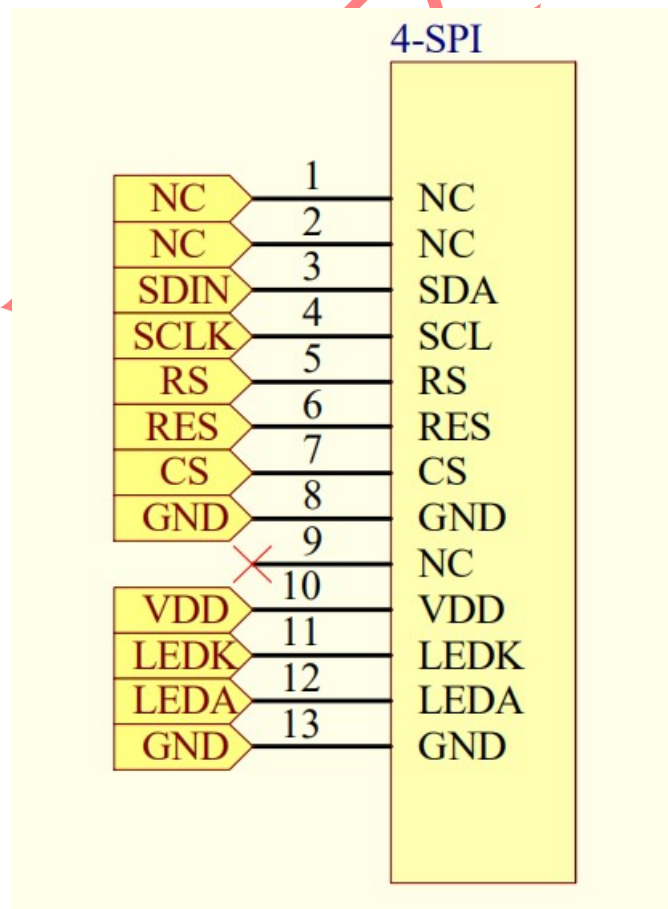 4-SPI
NC 1 NC
NC 2 NC
SDIN 3 SDA
SCLK 4 SCL
RS 5 RS
RES 6 RES
CS 7 CS
GND 8 GND
9 NC
VDD 10 VDD
LEDK 11 LEDK
LEDA 12 LEDA
GND 13 GND